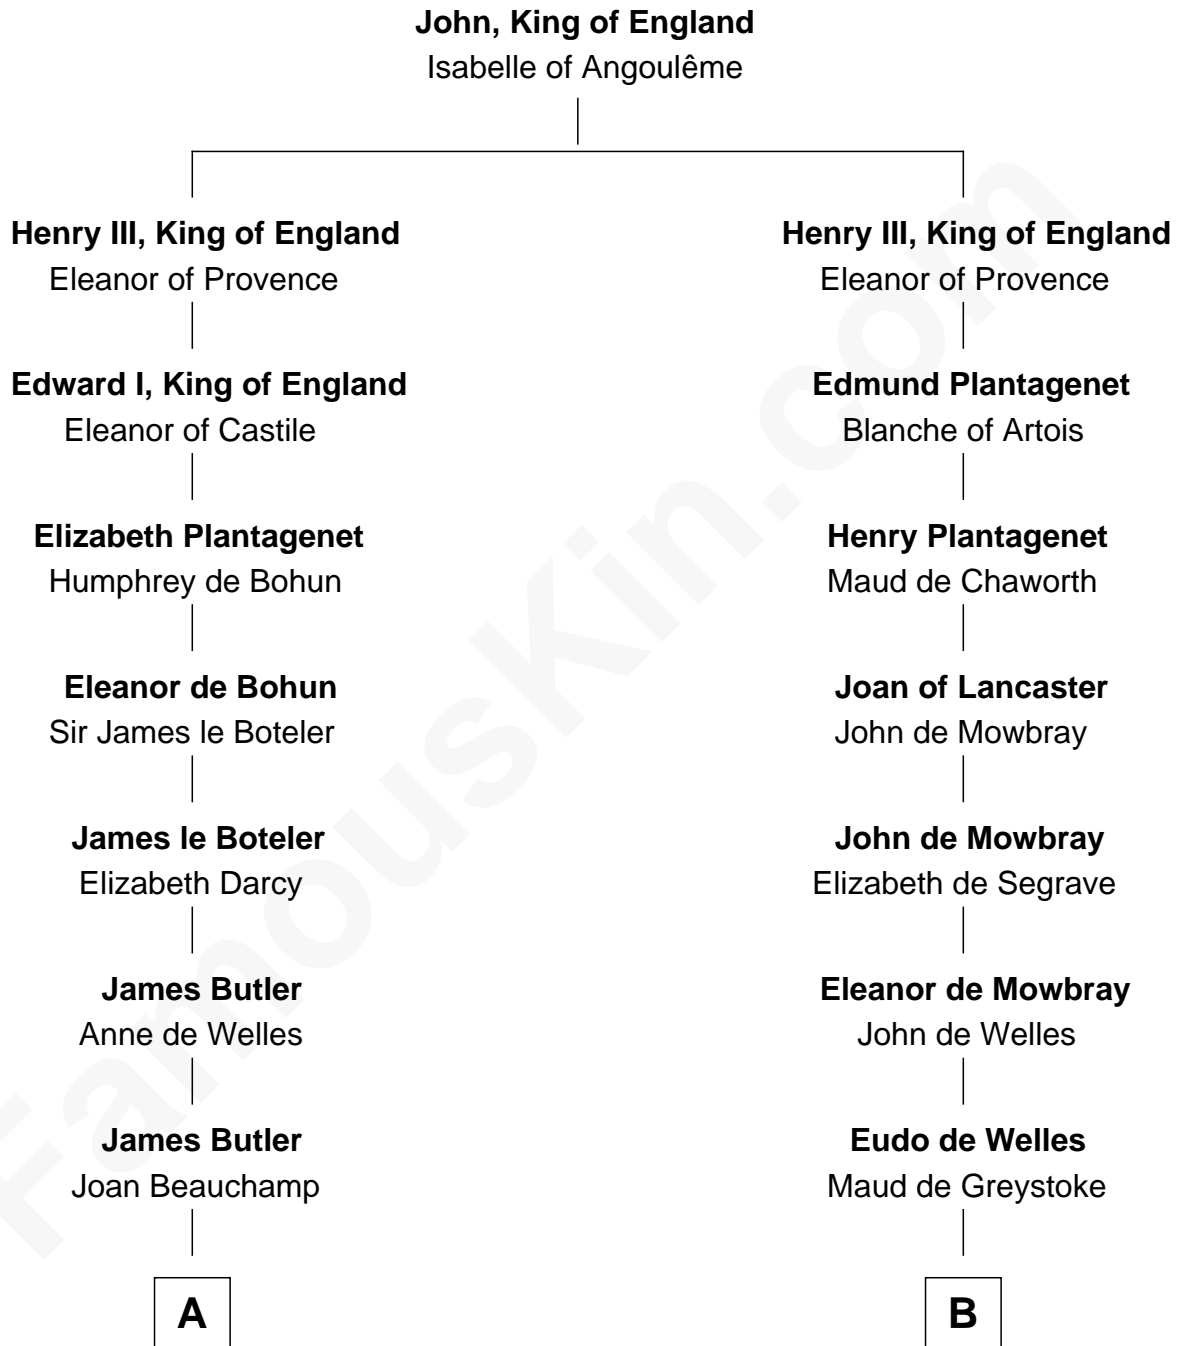 John, King of England
Isabelle of Angoulême
Henry III, King of England
Eleanor of Provence
Henry III, King of England
Eleanor of Provence
Edward I, King of England
Eleanor of Castile
Edmund Plantagenet
Blanche of Artois
Elizabeth Plantagenet
Humphrey de Bohun
Henry Plantagenet
Maud de Chaworth
Eleanor de Bohun
Sir James le Boteler
Joan of Lancaster
John de Mowbray
James le Boteler
Elizabeth Darcy
John de Mowbray
Elizabeth de Segrave
James Butler
Anne de Welles
Eleanor de Mowbray
John de Welles
James Butler
Joan Beauchamp
Eudo de Welles
Maud de Greystoke
A
B
FamousKin.com